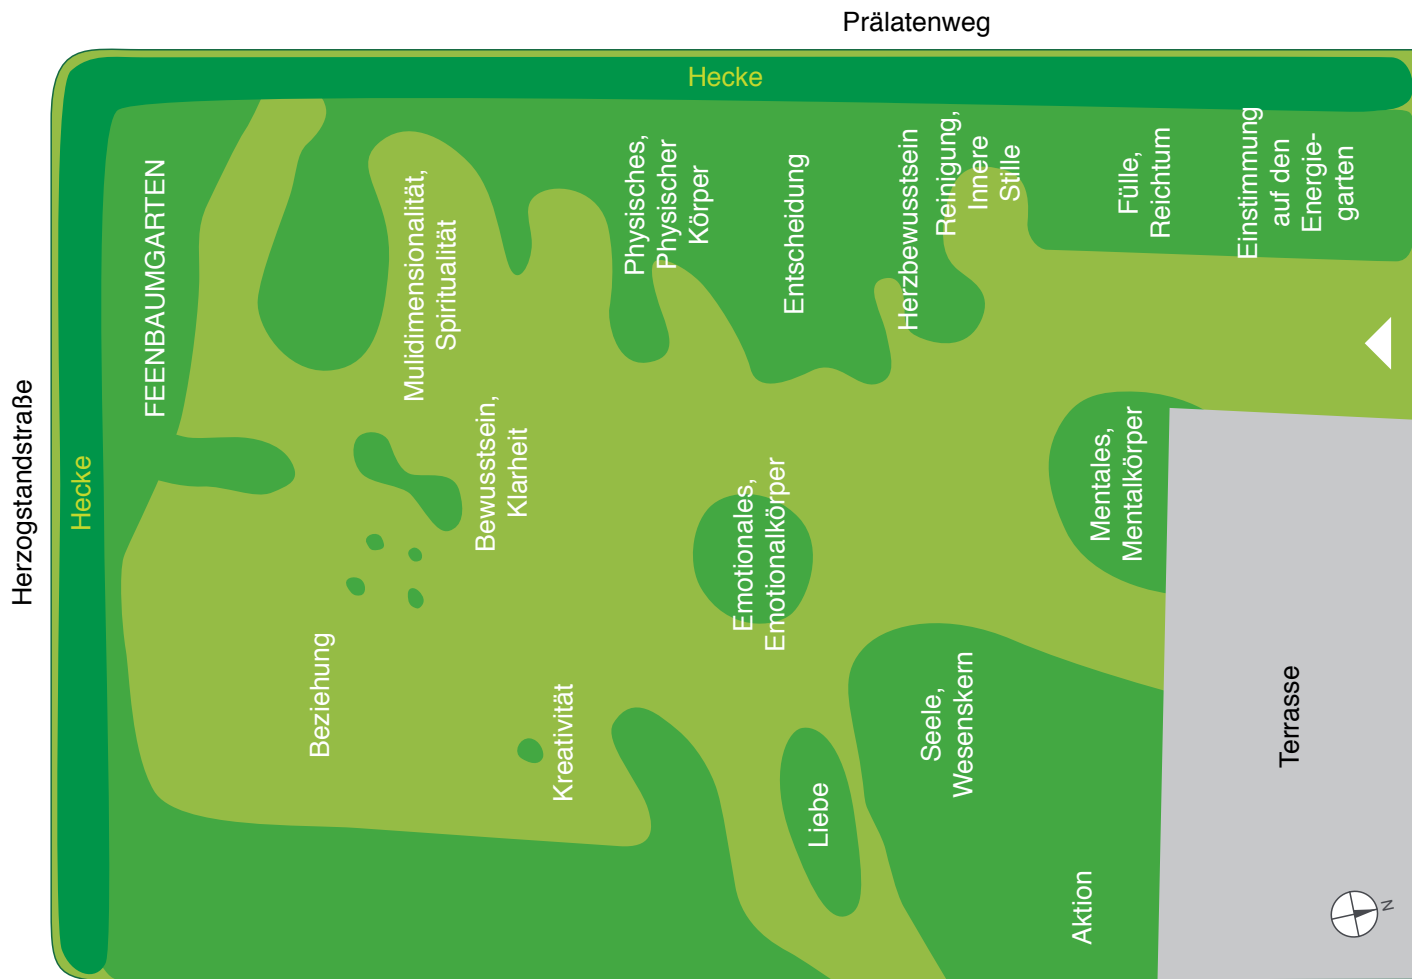 Prälatenweg
Hecke
Herzogstandstraße
Hecke
FEENBAUMGARTEN
Mulidimensionalität,
Spiritualität
Physisches,
Physischer
Körper
Entscheidung
Herzbewusstsein
Reinigung,
Innere
Stille
Fülle,
Reichtum
Einstimmung
auf den
Energie-
garten
Bewusstsein,
Klarheit
Emotionales,
Emotionalkörper
Mentales,
Mentalkörper
Beziehung
Kreativität
Liebe
Seele,
Wesenskern
Aktion
Terrasse
N